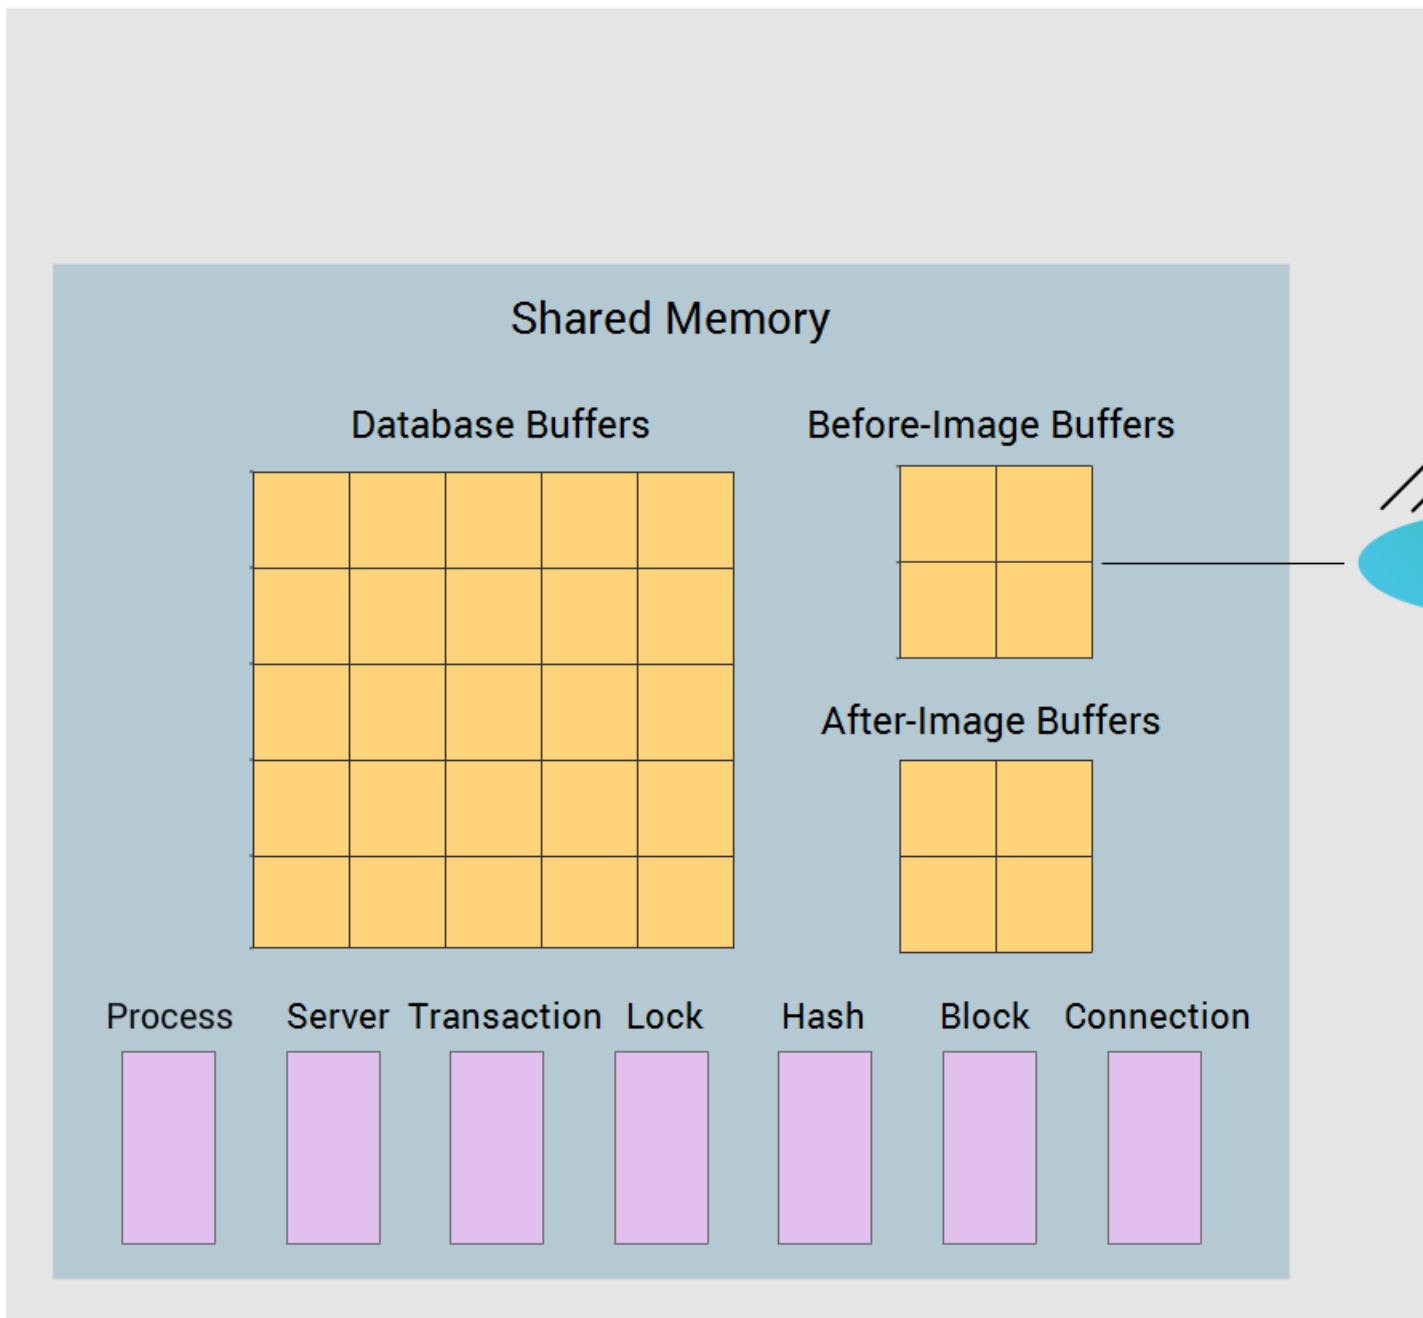 Shared Memory
Database Buffers
Before-Image Buffers
After-Image Buffers
Process Server Transaction Lock Hash Block Connection